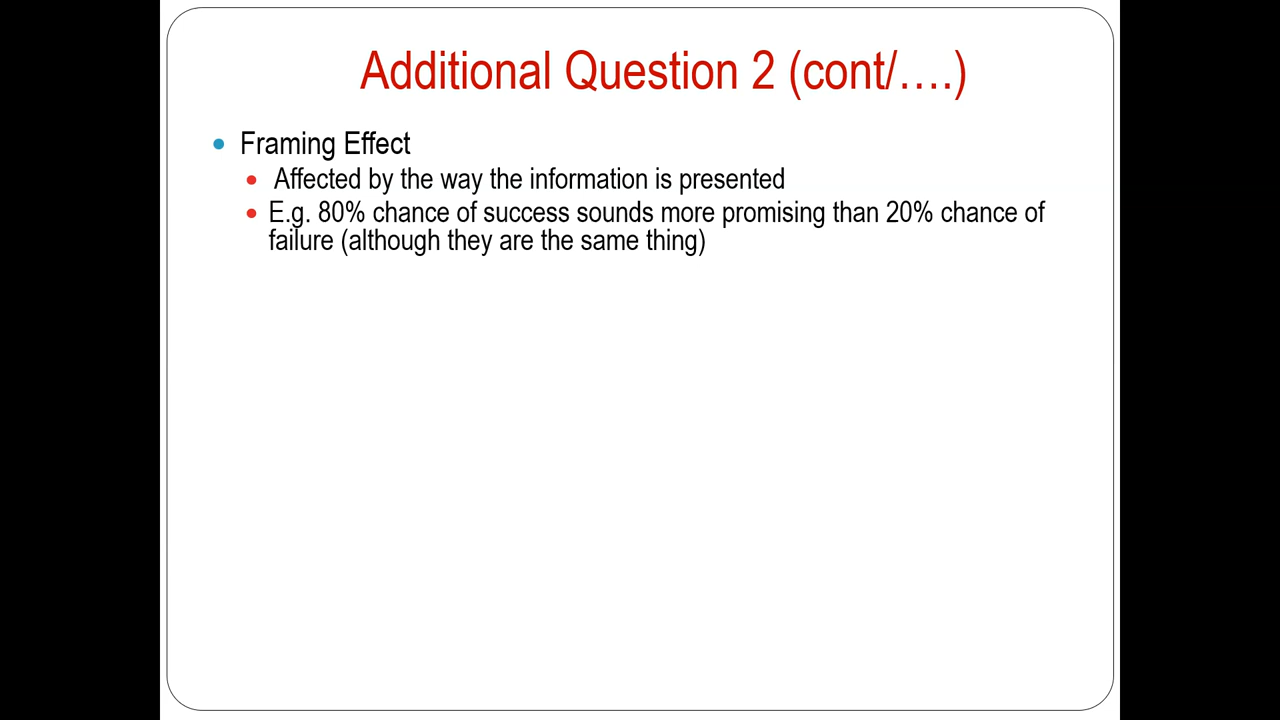 Additional Question 2 (cont/….)
Framing Effect
Affected by the way the information is presented
E.g. 80% chance of success sounds more promising than 20% chance of
failure (although they are the same thing)